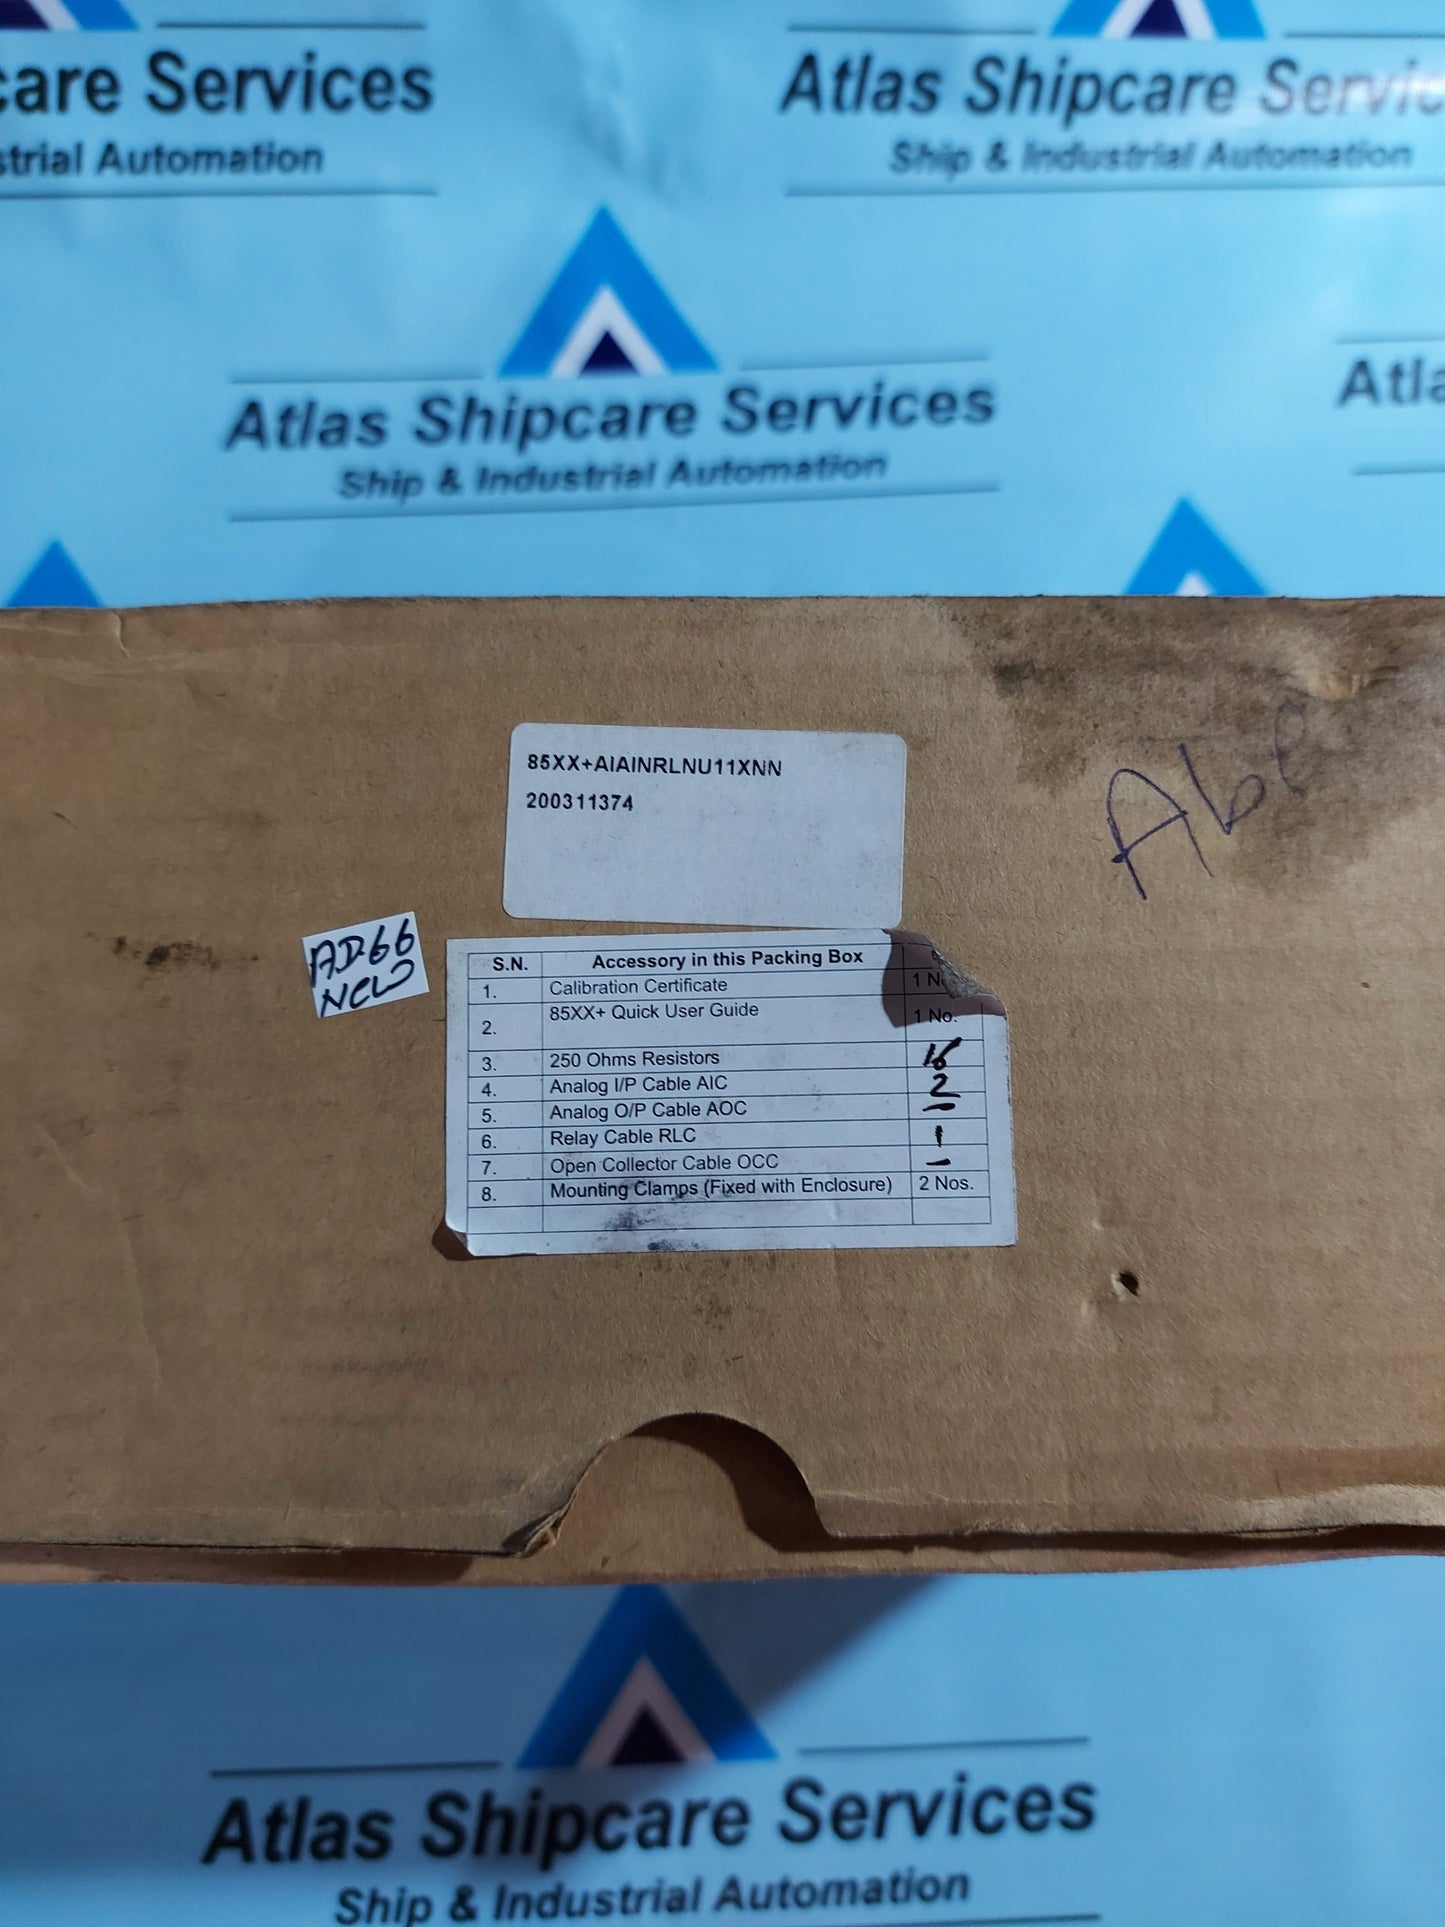 care Services
strial Automation
Atlas Shipcare Servic
Ship & Industrial Automation
Atlas Shipcare Services
Ship & Industrial Automation
Atla
85XX+AIAINRLNU11XNN
200311374
AD66
NEW
S.N. Accessory in this Packing Box
1. Calibration Certificate 1 N
2. 85XX+ Quick User Guide 1 No.
3. 250 Ohms Resistors 16
4. Analog I/P Cable AIC 2
5. Analog O/P Cable AOC –
6. Relay Cable RLC 1
7. Open Collector Cable OCC –
8. Mounting Clamps (Fixed with Enclosure) 2 Nos.
Atlas Shipcare Services
Ship & Industrial Automation